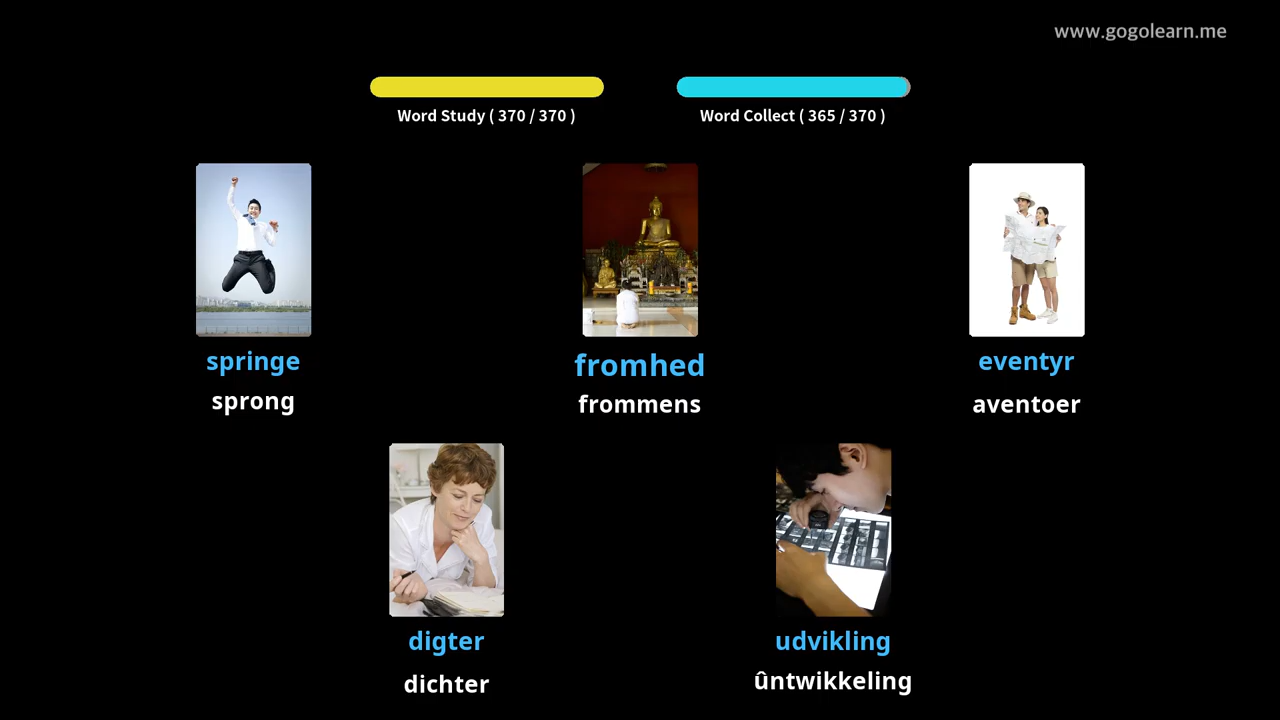 www.gogolearn.me
Word Study ( 370 / 370 )
Word Collect ( 365 / 370 )
springe
sprong
fromhed
frommens
eventyr
aventoer
digter
dichter
udvikling
ûntwikkeling